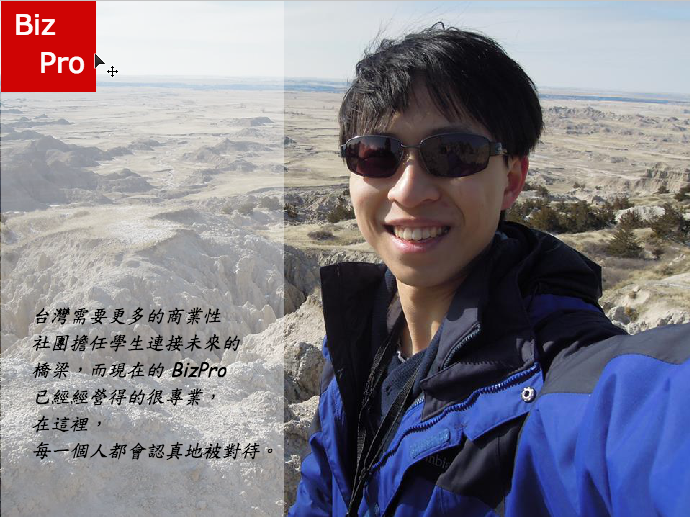 Biz
Pro
台灣需要更多的商業性
社團擔任學生連接未來的
橋梁，而現在的 BizPro
已經經營得的很專業，
在這裡，
每一個人都會認真地被對待。